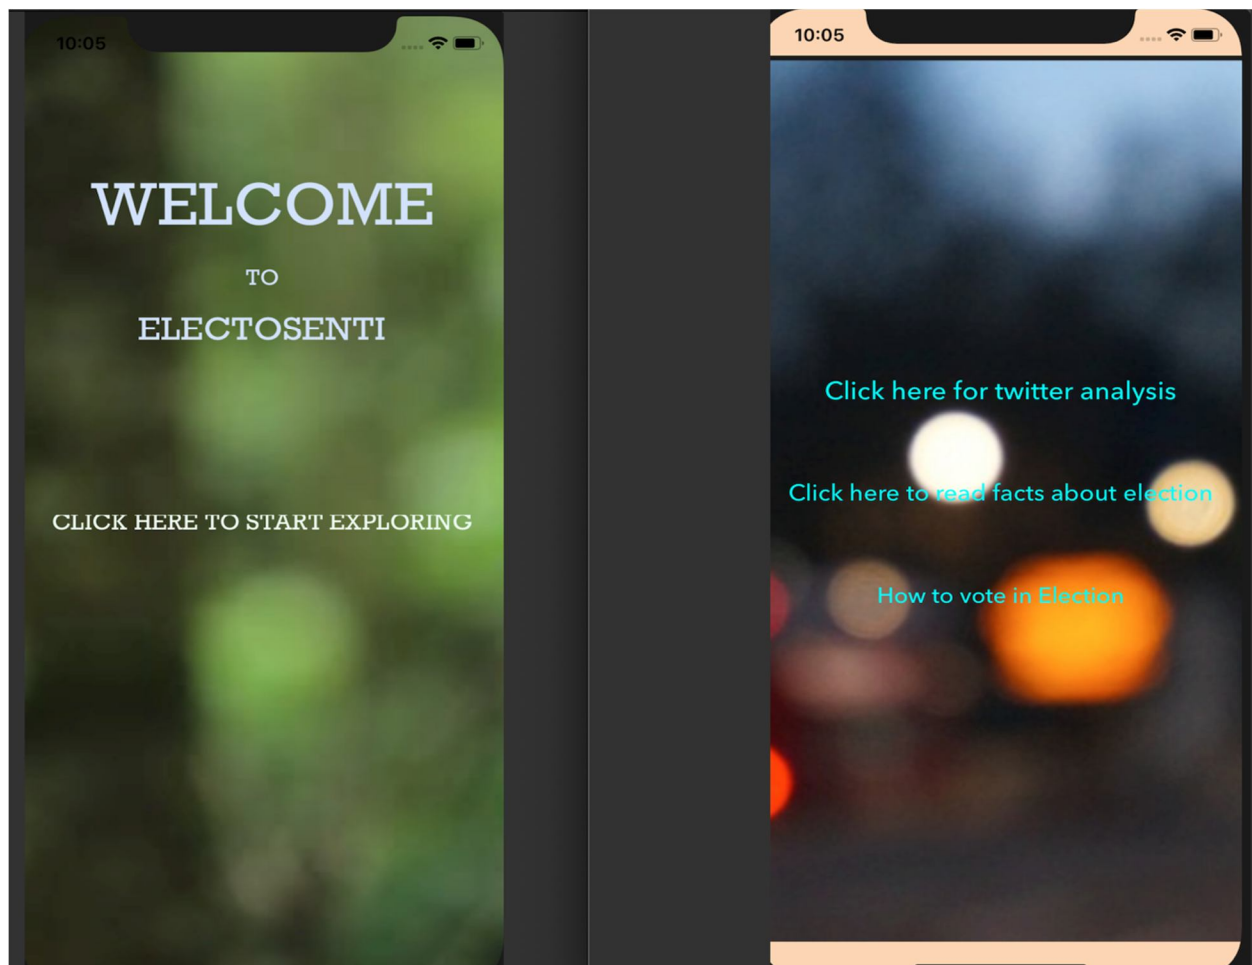 10:05
WELCOME
TO
ELECTOSENTI
CLICK HERE TO START EXPLORING
10:05
Click here for twitter analysis
Click here to read facts about election
How to vote in Election